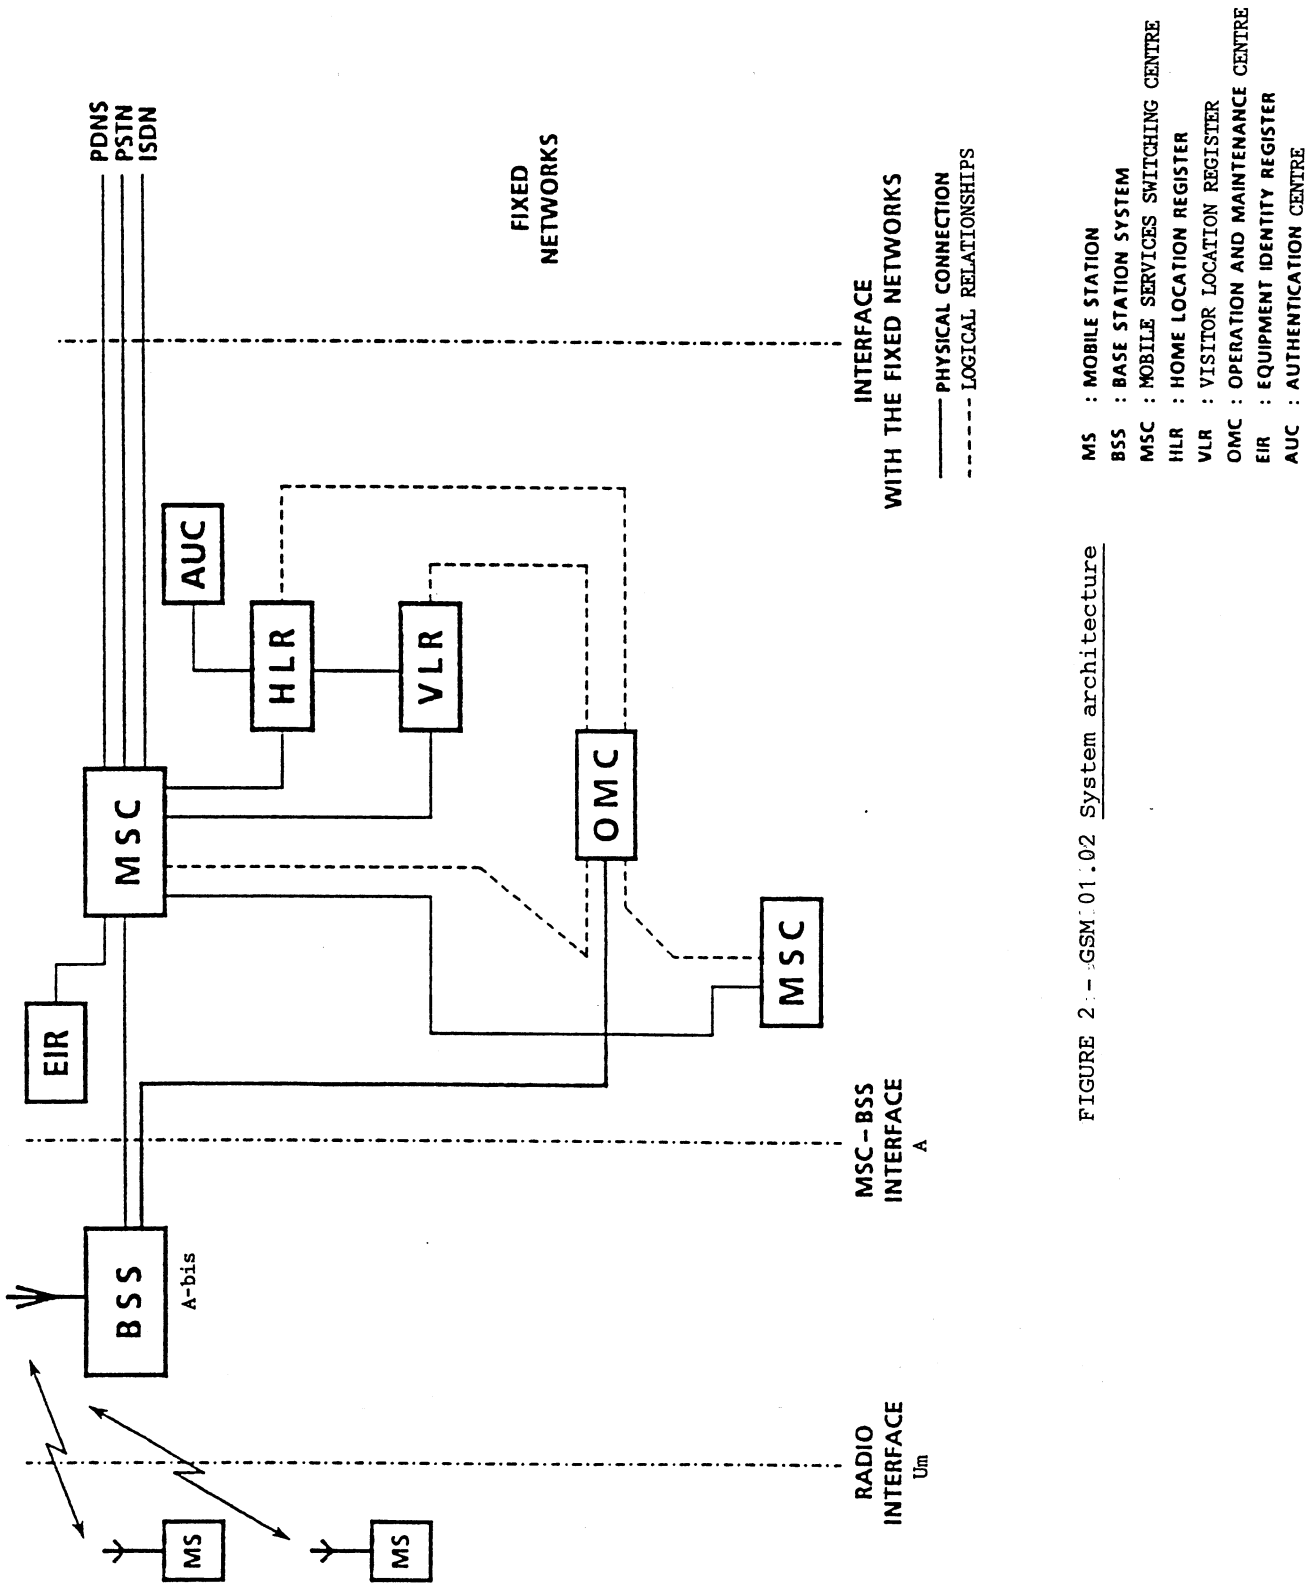 PDNS
PSTN
ISDN
FIXED
NETWORKS
AUC
EIR
MSC
HLR
VLR
OMC
MSC
BSS
A-bis
MS
MS
RADIO
INTERFACE
Um
MSC-BSS
INTERFACE
A
INTERFACE
WITH THE FIXED NETWORKS
PHYSICAL CONNECTION
LOGICAL RELATIONSHIPS
MS : MOBILE STATION
BSS : BASE STATION SYSTEM
MSC : MOBILE SERVICES SWITCHING CENTRE
HLR : HOME LOCATION REGISTER
VLR : VISITOR LOCATION REGISTER
OMC : OPERATION AND MAINTENANCE CENTRE
EIR : EQUIPMENT IDENTITY REGISTER
AUC : AUTHENTICATION CENTRE
FIGURE 2 - GSM 01.02 System architecture